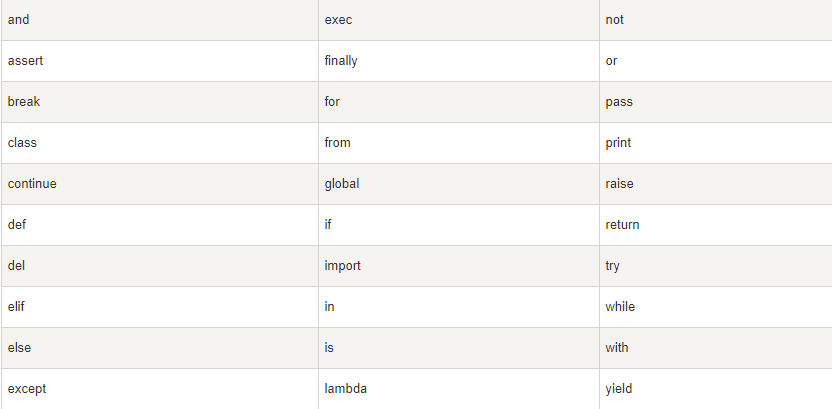 and exec not
assert finally or
break for pass
class from print
continue global raise
def if return
del import try
elif in while
else is with
except lambda yield